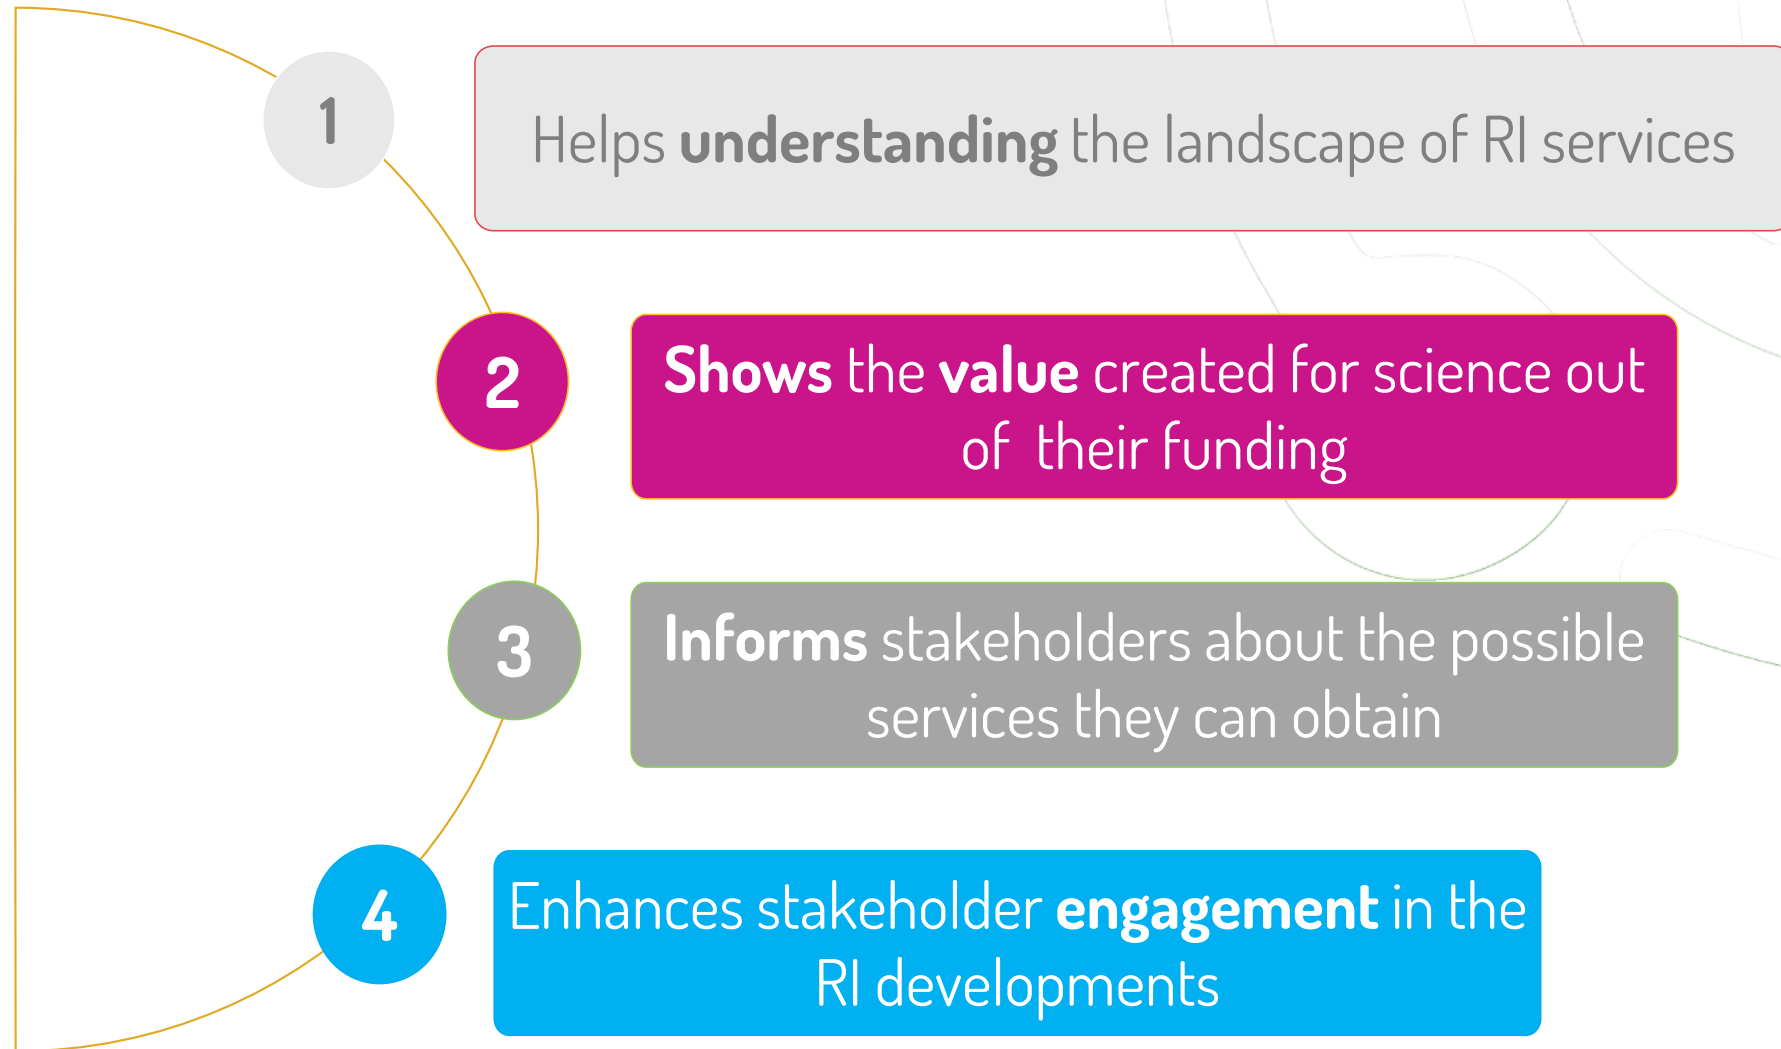 1
Helps understanding the landscape of RI services
2
Shows the value created for science out
of their funding
3
Informs stakeholders about the possible
services they can obtain
4
Enhances stakeholder engagement in the
RI developments